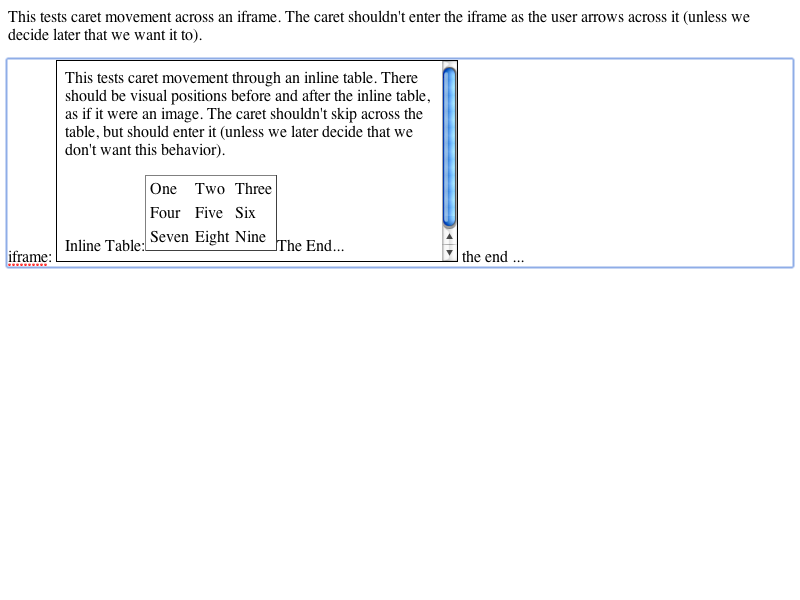 This tests caret movement across an iframe. The caret shouldn't enter the iframe as the user arrows across it (unless we
decide later that we want it to).
This tests caret movement through an inline table. There
should be visual positions before and after the inline table,
as if it were an image. The caret shouldn't skip across the
table, but should enter it (unless we later decide that we
don't want this behavior).
One Two Three
Four Five Six
Seven Eight Nine
Inline Table: The End...
iframe: the end ...